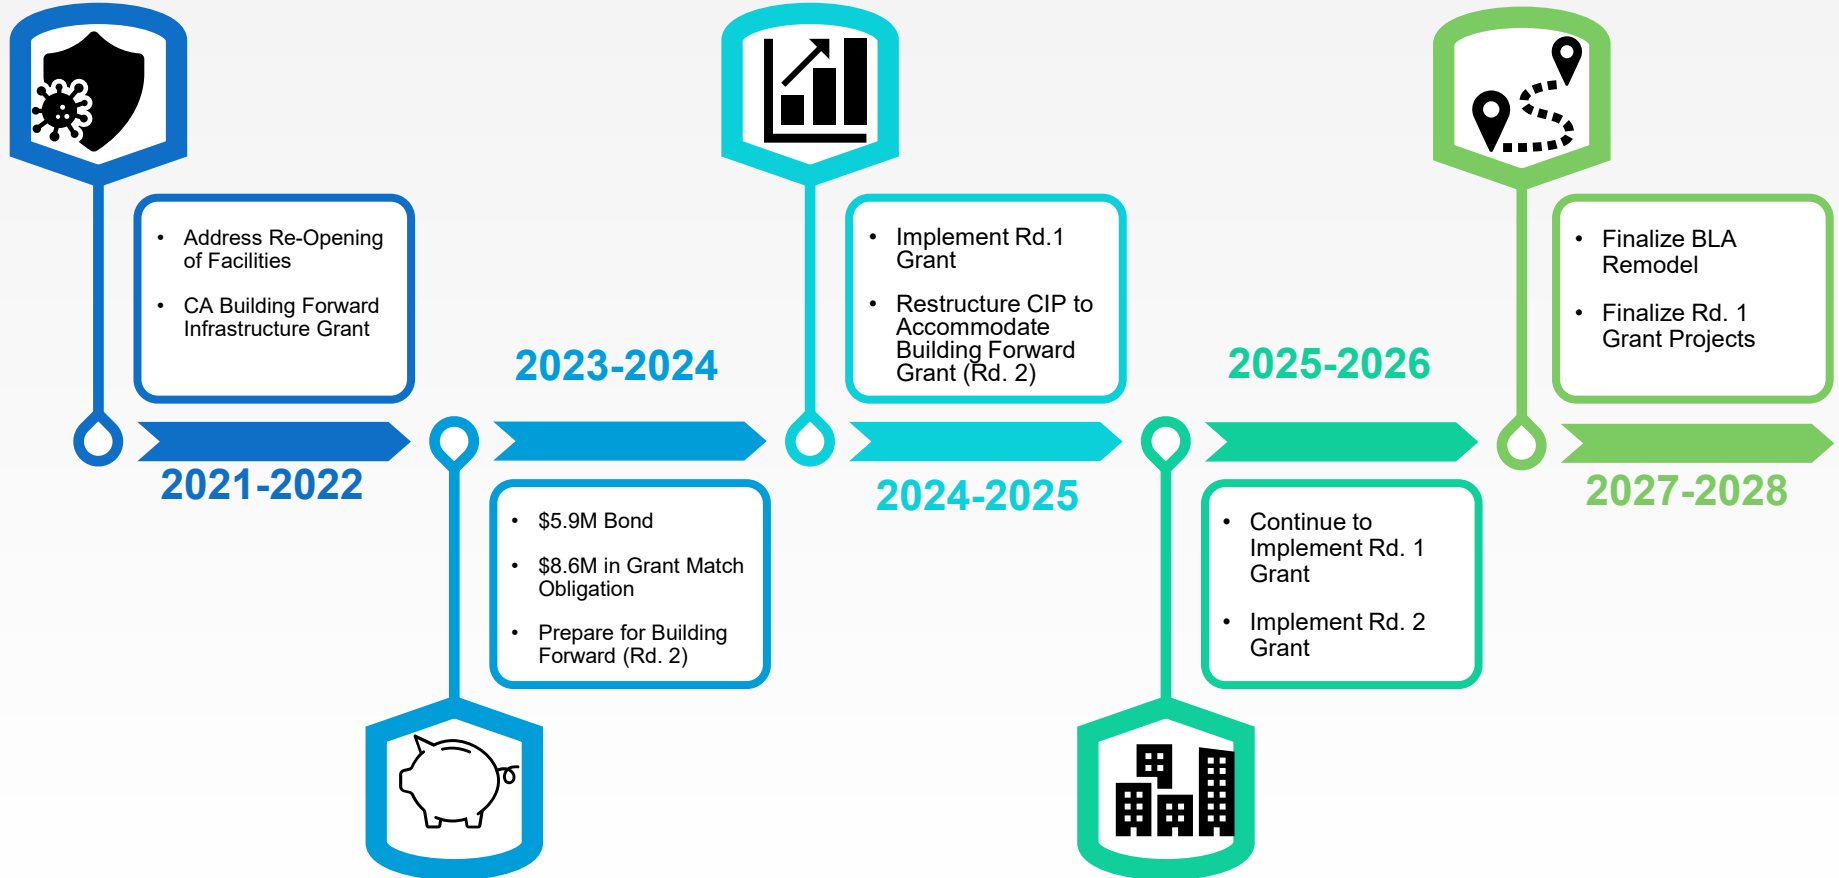 • Address Re-Opening
of Facilities
• CA Building Forward
Infrastructure Grant
2021-2022
2023-2024
• $5.9M Bond
• $8.6M in Grant Match
Obligation
• Prepare for Building
Forward (Rd. 2)
• Implement Rd.1
Grant
• Restructure CIP to
Accommodate
Building Forward
Grant (Rd. 2)
2024-2025
2025-2026
• Continue to
Implement Rd. 1
Grant
• Implement Rd. 2
Grant
• Finalize BLA
Remodel
• Finalize Rd. 1
Grant Projects
2027-2028